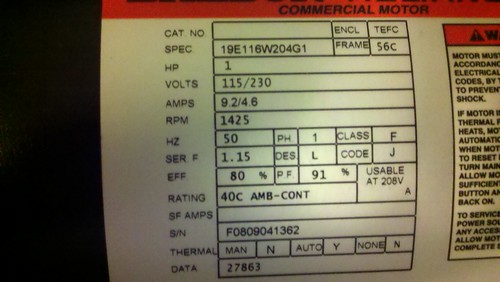 COMMERCIAL MOTOR
CAT. NO. ENCL TEFC
SPEC. 19E116W204G1 FRAME 56C
HP 1
VOLTS 115/230
AMPS 9.2/4.6
RPM 1425
HZ 50 PH 1 CLASS F
SER. F 1.15 DES L CODE J
EFF. 80 % P.F 91 % USABLE AT 208V A
RATING 40C AMB-CONT
SF AMPS
S/N F0809041362
THERMAL MAN N AUTO Y NONE N
DATA 27863
MOTOR MUST
ACCORDANC
ELECTRICAL
CODES, BY
TO PREVENT
SHOCK.
IF MOTOR IS
THERMAL
HEATS, MO
AUTOMATIC
WHEN MOT
TO RESET
TURN MAIN
ALLOW MO
SUFFICIENT
BUTTON AN
BACK ON.
TO SERVIC
POWER SOU
ANY ACCES
ALLOW MOT
COMPLETE